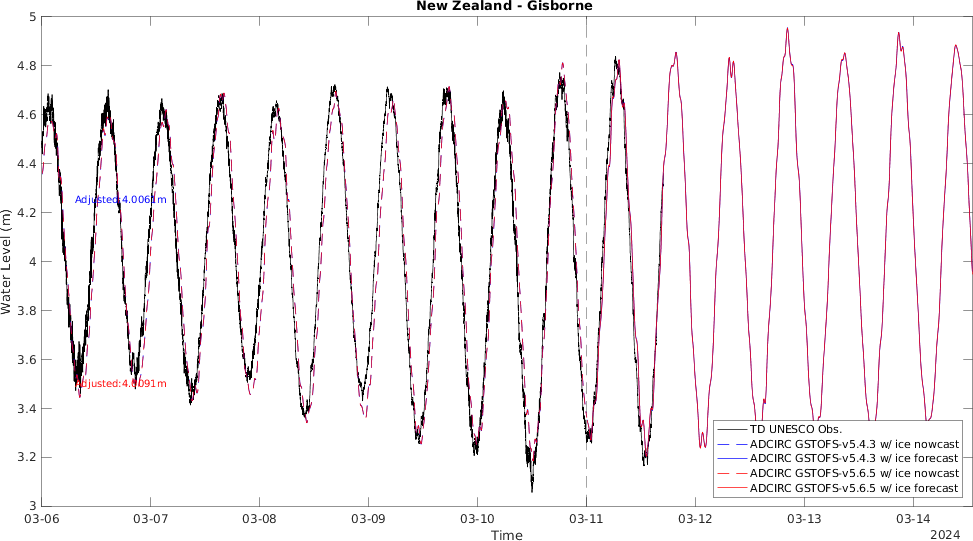 New Zealand - Gisborne
5
4.8
4.6
4.4
4.2
4
3.8
3.6
3.4
3.2
3
Water Level (m)
Adjusted:4.0061m
Adjusted:4.0091m
TD UNESCO Obs.
ADCIRC GSTOFS-v5.4.3 w/ ice nowcast
ADCIRC GSTOFS-v5.4.3 w/ ice forecast
ADCIRC GSTOFS-v5.6.5 w/ ice nowcast
ADCIRC GSTOFS-v5.6.5 w/ ice forecast
03-06 03-07 03-08 03-09 03-10 03-11 03-12 03-13 03-14
Time
2024